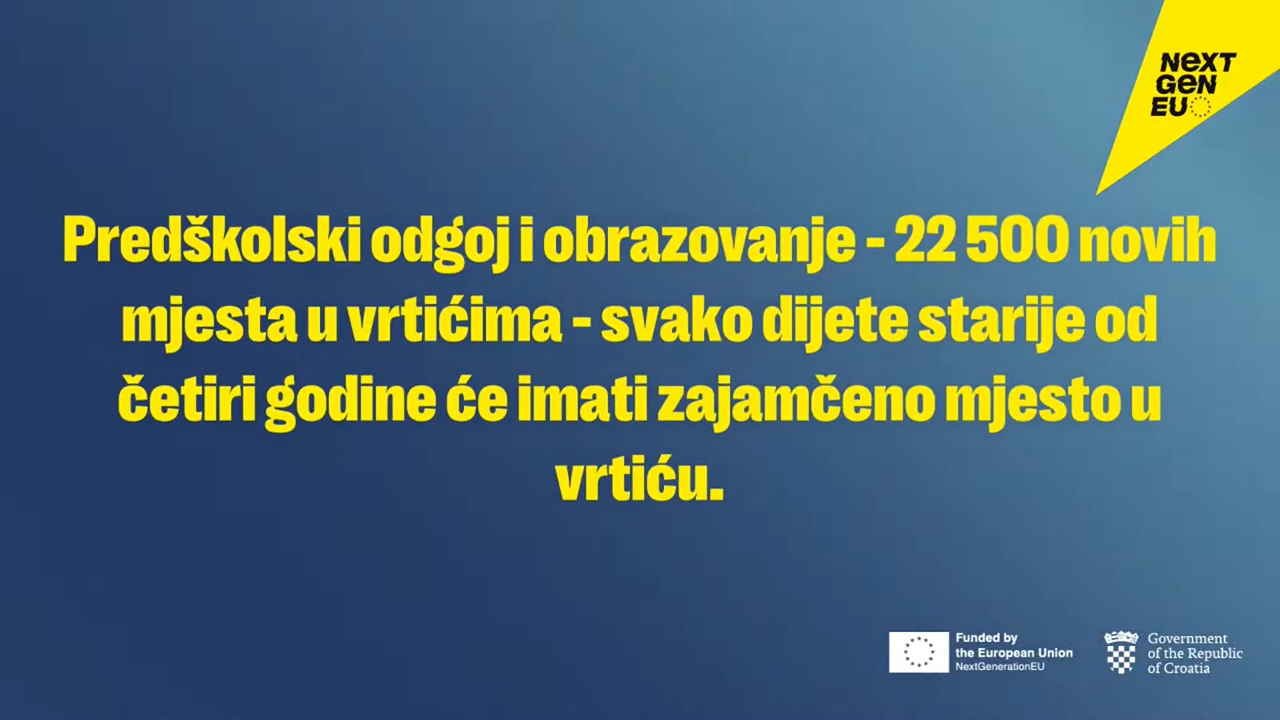 NEXT
GEN
EU
Predškolski odgoj i obrazovanje - 22 500 novih
mjesta u vrtićima - svako dijete starije od
četiri godine će imati zajamčeno mjesto u
vrtiću.
Funded by
the European Union
NextGenerationEU
Government
of the Republic
of Croatia